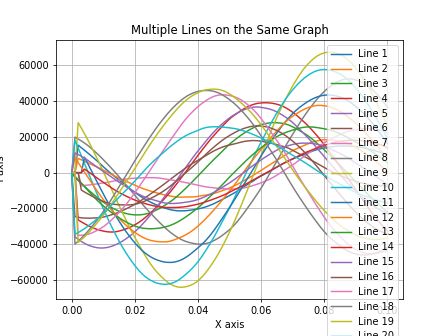 Multiple Lines on the Same Graph
60000
40000
20000
0
−20000
−40000
−60000
0.00
0.02
0.04
0.06
0.08
X axis
Line 1
Line 2
Line 3
Line 4
Line 5
Line 6
Line 7
Line 8
Line 9
Line 10
Line 11
Line 12
Line 13
Line 14
Line 15
Line 16
Line 17
Line 18
Line 19
Line 20